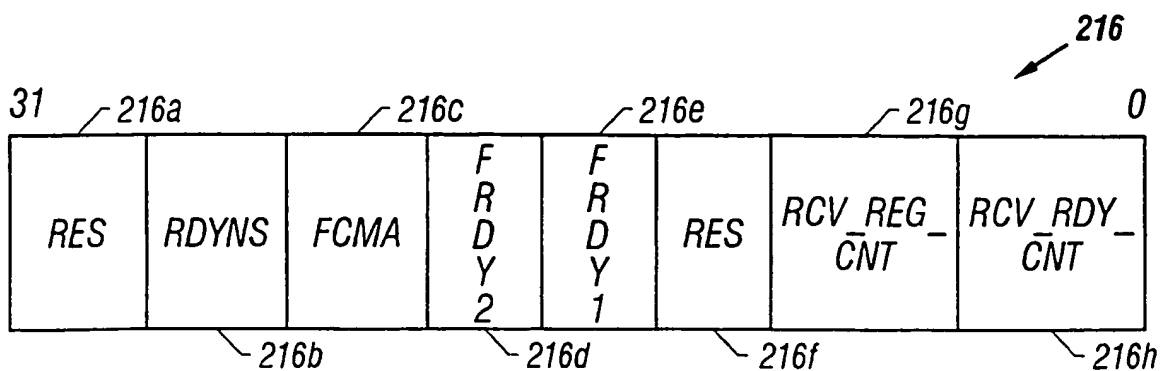 216
31
0
216a
216c
216e
216g
RES
RDYNS
FCMA
F
R
D
Y
2
F
R
D
Y
1
RES
RCV_REG_
CNT
RCV_RDY_
CNT
216b
216d
216f
216h